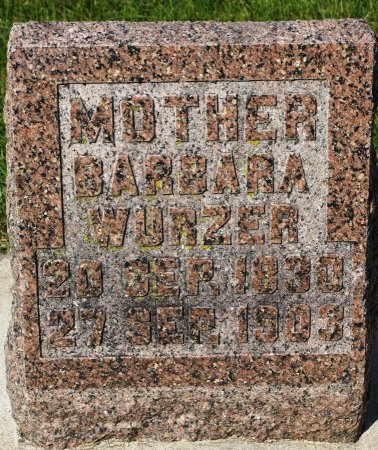 MOTHER
BARBARA
WURZER
20 SEP. 1830
27 SEP. 1903